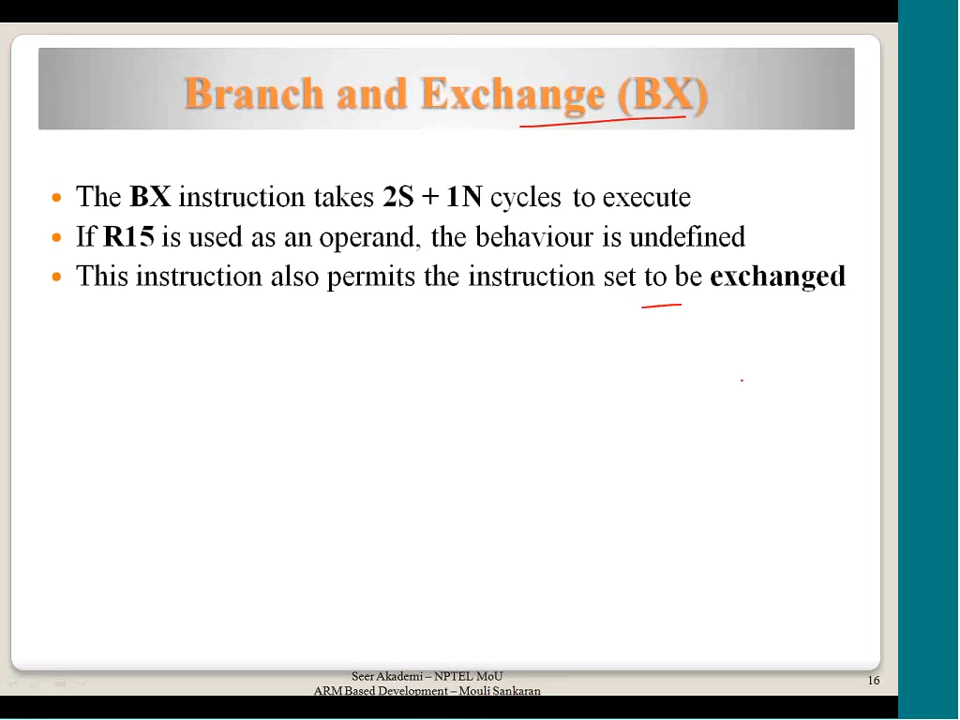 Branch and Exchange (BX)
The BX instruction takes 2S + 1N cycles to execute
If R15 is used as an operand, the behaviour is undefined
This instruction also permits the instruction set to be exchanged
Seer Akademi – NPTEL MoU
ARM Based Development – Mouli Sankaran
16